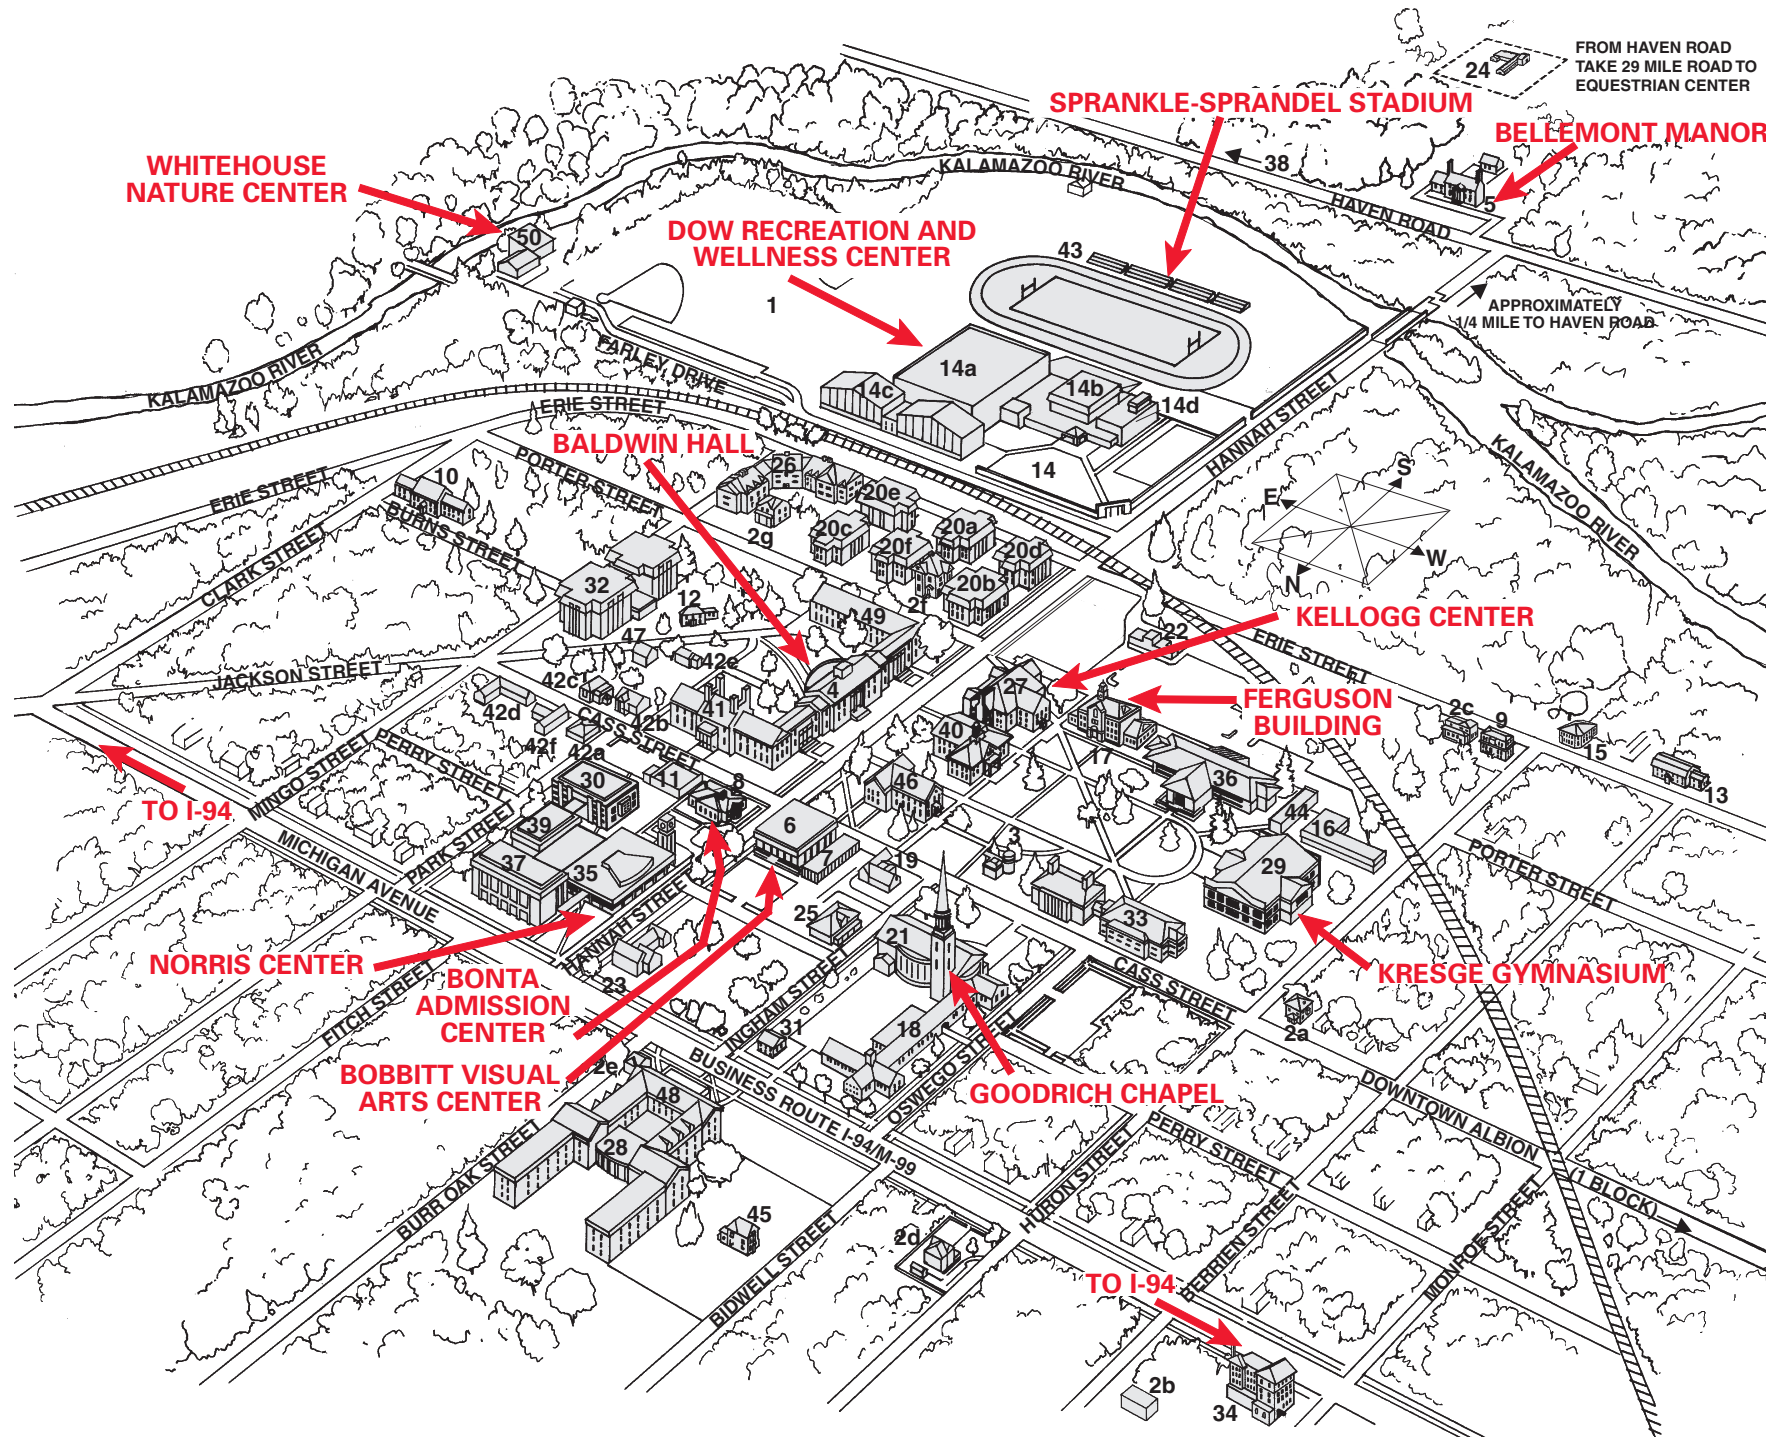 24
FROM HAVEN ROAD
TAKE 29 MILE ROAD TO
EQUESTRIAN CENTER
SPRANKLE-SPRANDEL STADIUM
BELLEMONT MANOR
WHITEHOUSE
NATURE CENTER
KALAMAZOO RIVER
38
HAVEN ROAD
5
50
DOW RECREATION AND
WELLNESS CENTER
43
1
APPROXIMATELY
1/4 MILE TO HAVEN ROAD
KALAMAZOO RIVER
FARLEY DRIVE
14a
14b
14c
14d
14
HANNAH STREET
KALAMAZOO RIVER
ERIE STREET
ERIE STREET
BALDWIN HALL
PORTER STREET
10
BURNS STREET
CLARK STREET
26
2g
20e
20c
20f
20a
20d
20b
2f
S
E
W
N
32
12
47
49
42e
42c
42b
42d
42f
42a
41
4
JACKSON STREET
CASS STREET
22
KELLOGG CENTER
ERIE STREET
27
FERGUSON
BUILDING
40
17
2c
9
15
13
TO I-94
MINGO STREET
PERRY STREET
PARK STREET
MICHIGAN AVENUE
30
11
8
39
37
35
6
7
46
36
44
16
3
19
29
PORTER STREET
25
21
33
HANNAH STREE
NORRIS CENTER
23
FITCH STREET
BONTA
ADMISSION
CENTER
INGHAM STREET
CASS STREET
KRESGE GYMNASIUM
31
18
2a
OSWEGO STREET
BUSINESS ROUTE I-94/M-99
BOBBITT VISUAL
ARTS CENTER
2e
48
28
GOODRICH CHAPEL
DOWNTOWN ALBION
(1 BLOCK)
PERRY STREET
BURR OAK STREET
45
BIDWELL STREET
2d
HURON STREET
BERRIEN STREET
MONROE STREET
TO I-94
2b
34